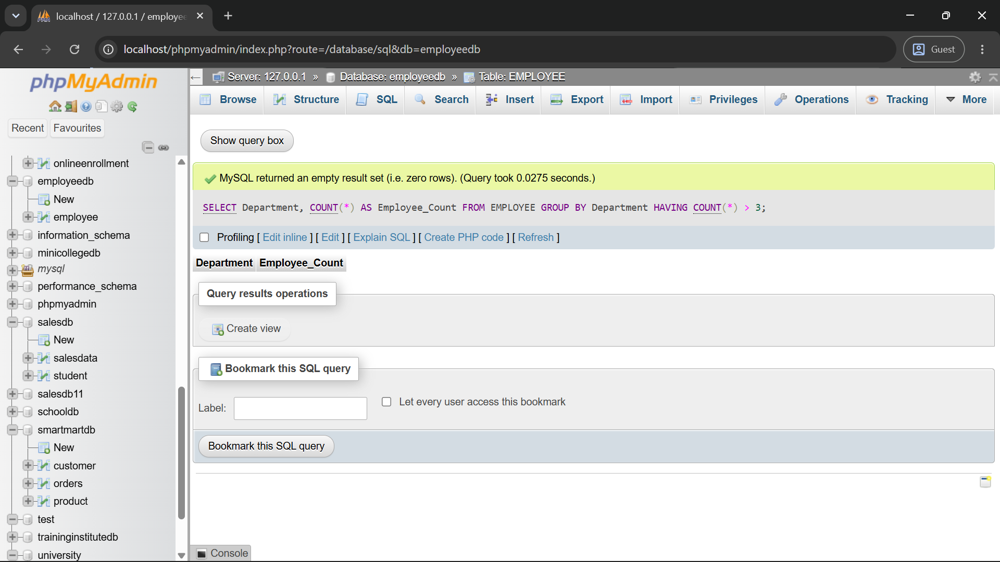 localhost / 127.0.0.1 / employee
localhost/phpmyadmin/index.php?route=/database/sql&db=employeedb
Guest
phpMyAdmin
Recent
Favourites
onlineenrollment
employeedb
New
employee
information_schema
minicollegedb
mysql
performance_schema
phpmyadmin
salesdb
New
salesdata
student
salesdb11
schooldb
smartmartdb
New
customer
orders
product
test
traininginstitutedb
university
Server: 127.0.0.1 » Database: employeedb » Table: EMPLOYEE
Browse Structure SQL Search Insert Export Import Privileges Operations Tracking More
Show query box
MySQL returned an empty result set (i.e. zero rows). (Query took 0.0275 seconds.)
SELECT Department, COUNT(*) AS Employee_Count FROM EMPLOYEE GROUP BY Department HAVING COUNT(*) > 3;
Profiling [ Edit inline ] [ Edit ] [ Explain SQL ] [ Create PHP code ] [ Refresh ]
Department Employee_Count
Query results operations
Create view
Bookmark this SQL query
Label:
Let every user access this bookmark
Bookmark this SQL query
Console